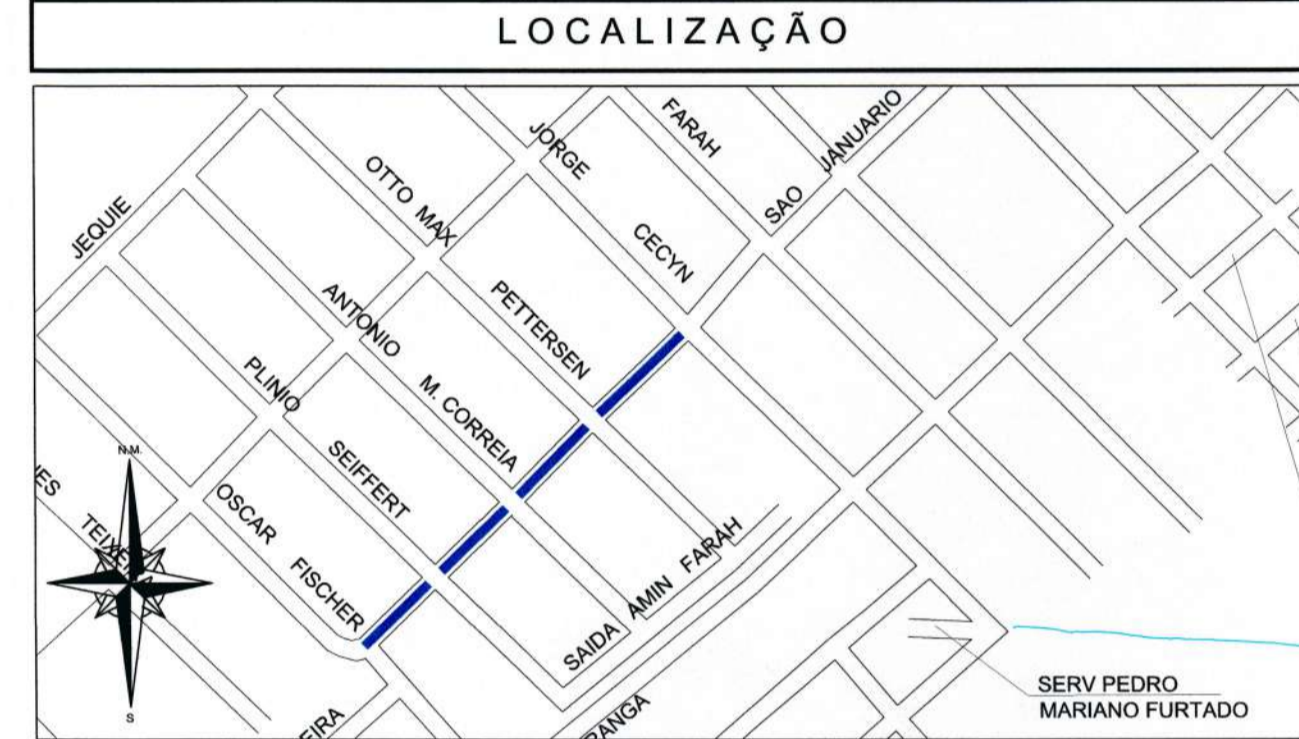 LOCALIZAÇÃO
FARAH
SAO JANUARIO
JORGE
OTTO MAX
JEQUIE
CECYN
PETTERSEN
ANTONIO
PLINIO
M. CORREIA
N.M.
SEIFFERT
OSCAR
FISCHER
SAIDA AMIN FARAH
SERV PEDRO
MARIANO FURTADO
S